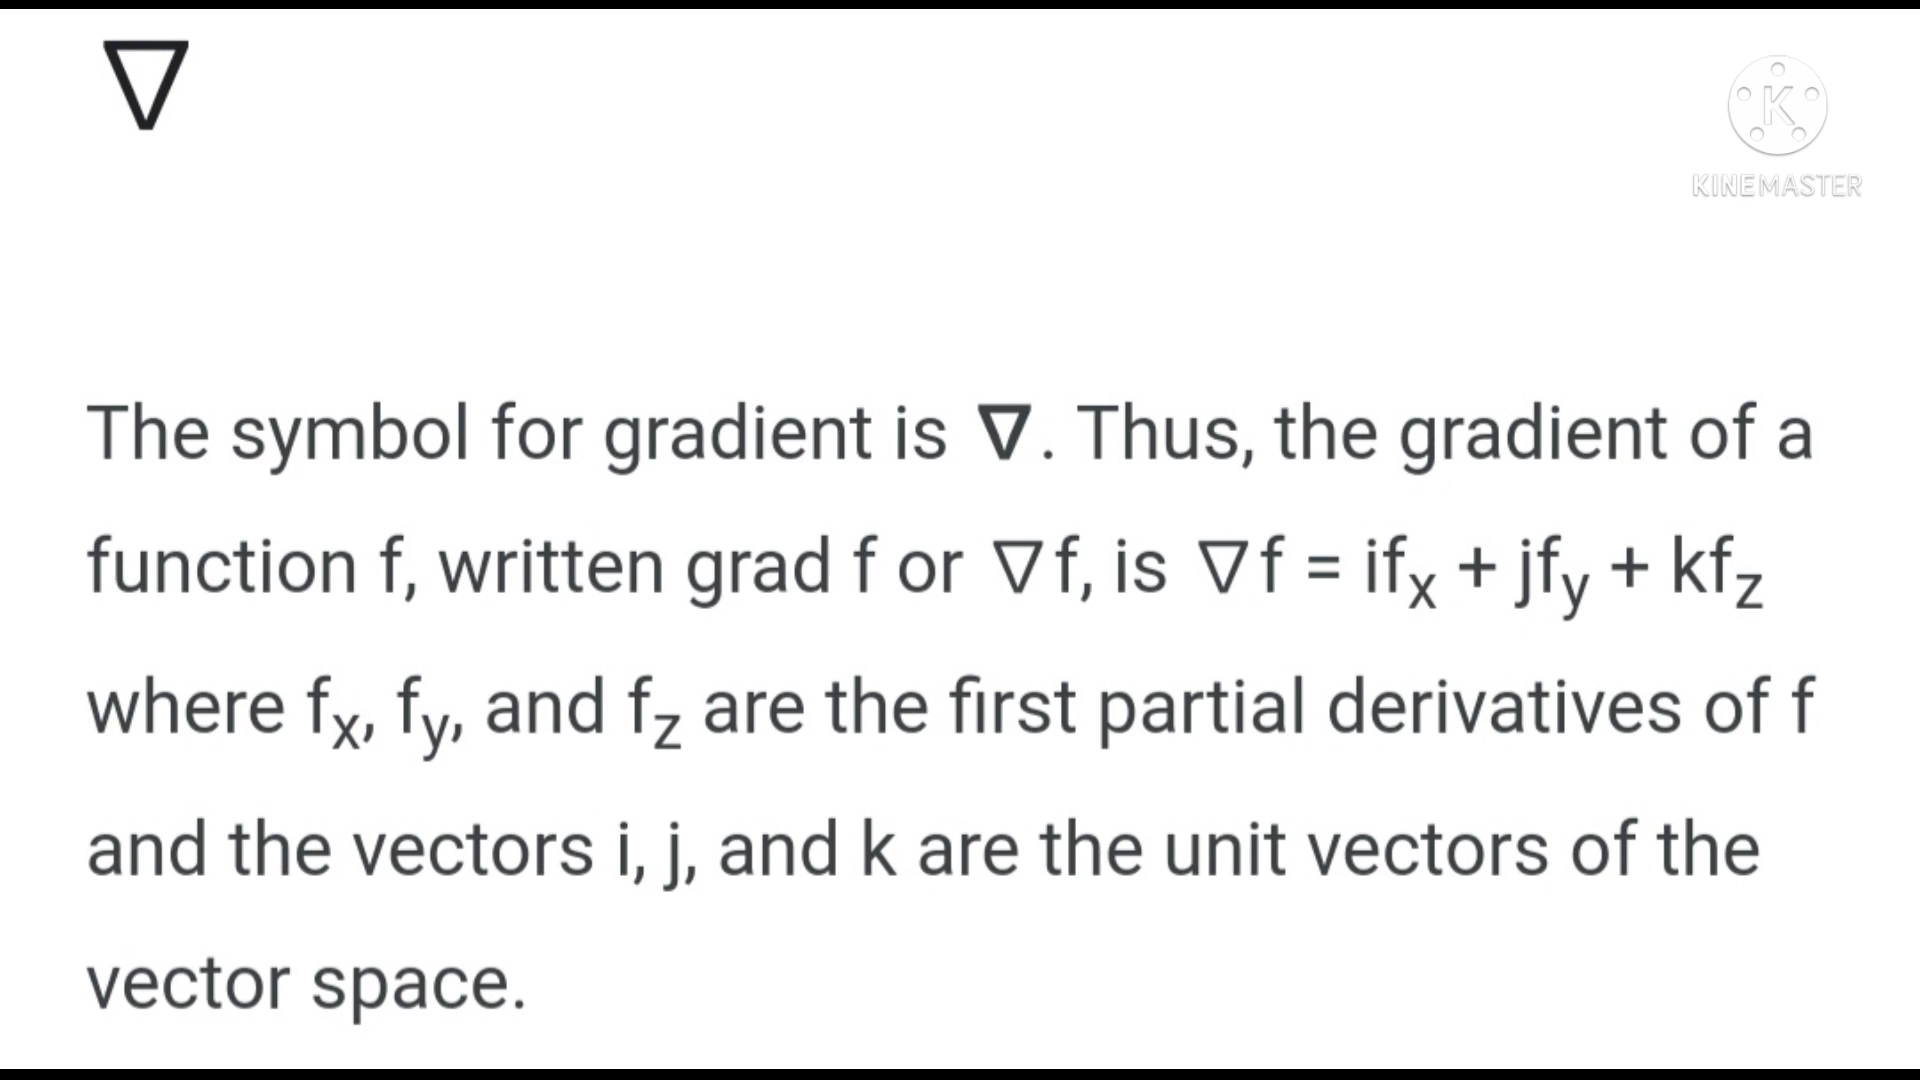 ∇
K
KINEMASTER
The symbol for gradient is ∇. Thus, the gradient of a
function f, written grad f or ∇f, is ∇f = ifx + jfy + kfz
where fx, fy, and fz are the first partial derivatives of f
and the vectors i, j, and k are the unit vectors of the
vector space.